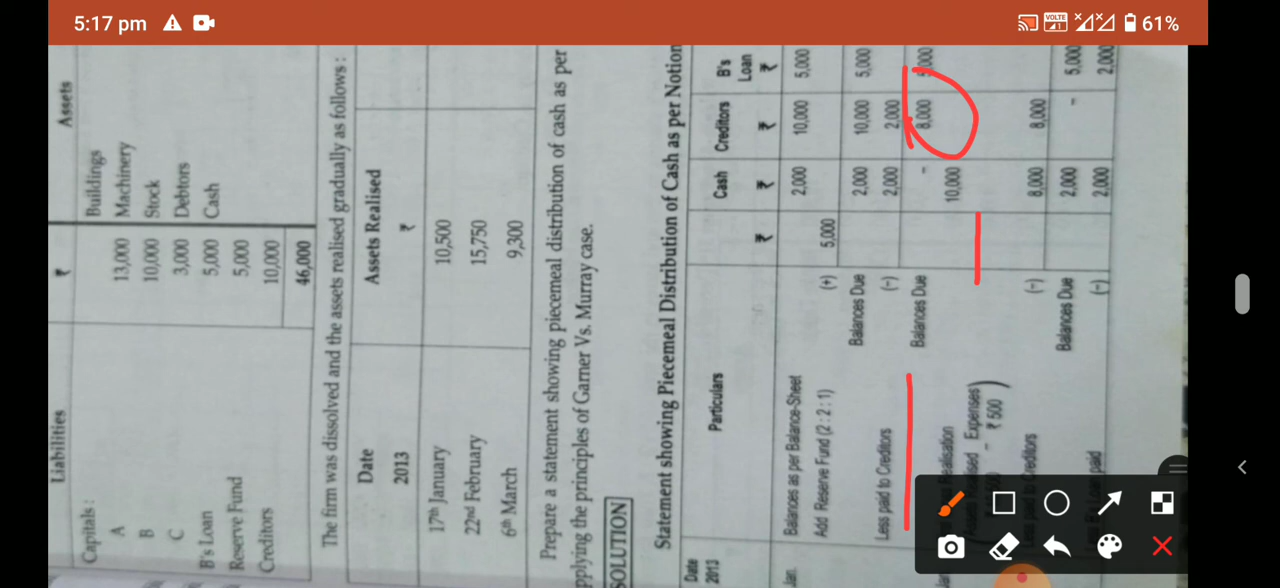 5:17 pm
VOLTE
61%
Liabilities ₹ Assets
Capitals : Buildings
A 13,000 Machinery
B 10,000 Stock
C 3,000 Debtors
B's Loan 5,000 Cash
Reserve Fund 5,000
Creditors 10,000
46,000
The firm was dissolved and the assets realised gradually as follows :
Date Assets Realised
2013 ₹
17th January 10,500
22nd February 15,750
6th March 9,300
Prepare a statement showing piecemeal distribution of cash as per
pplying the principles of Garner Vs. Murray case.
SOLUTION
Statement showing Piecemeal Distribution of Cash as per Notion
Date Particulars Cash Creditors B's
2013 Loan
₹ ₹ ₹ ₹
Jan. Balances as per Balance-Sheet 2,000 10,000 5,000
Add Reserve Fund (2 : 2 : 1) (+) 5,000
Balances Due 2,000 10,000 5,000
Less paid to Creditors (-) 2,000 2,000
Balances Due - 8,000 5,000
Realisation 10,000
Expenses
- ₹ 500
Creditors (-) 8,000 8,000
Balances Due 2,000 - 5,000
paid (-) 2,000 2,000